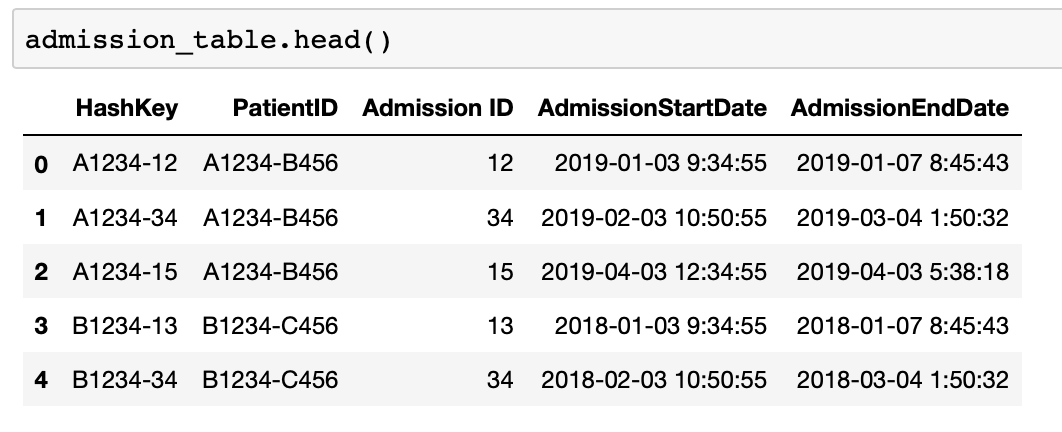 admission_table.head()
HashKey PatientID Admission ID AdmissionStartDate AdmissionEndDate
0 A1234-12 A1234-B456 12 2019-01-03 9:34:55 2019-01-07 8:45:43
1 A1234-34 A1234-B456 34 2019-02-03 10:50:55 2019-03-04 1:50:32
2 A1234-15 A1234-B456 15 2019-04-03 12:34:55 2019-04-03 5:38:18
3 B1234-13 B1234-C456 13 2018-01-03 9:34:55 2018-01-07 8:45:43
4 B1234-34 B1234-C456 34 2018-02-03 10:50:55 2018-03-04 1:50:32